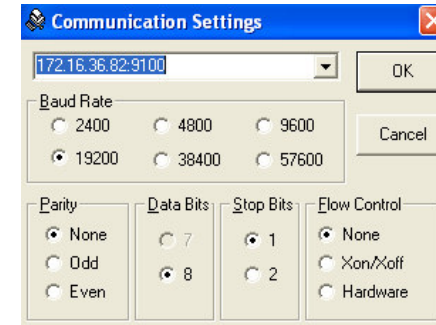 Communication Settings
172.16.36.82:9100
OK
Baud Rate
2400 4800 9600
Cancel
19200 38400 57600
Parity Data Bits Stop Bits Flow Control
None 7 1 None
Odd 8 2 Xon/Xoff
Even Hardware